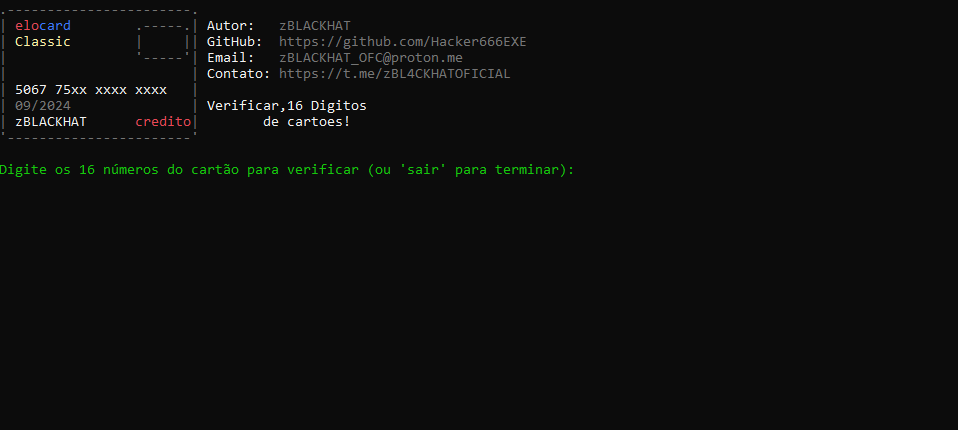 elocard
Classic
5067 75xx xxxx xxxx
09/2024
zBLACKHAT credito
Autor: zBLACKHAT
GitHub: https://github.com/Hacker666EXE
Email: zBLACKHAT_OFC@proton.me
Contato: https://t.me/zBL4CKHATOFICIAL
Verificar,16 Digitos
de cartoes!
Digite os 16 números do cartão para verificar (ou 'sair' para terminar):